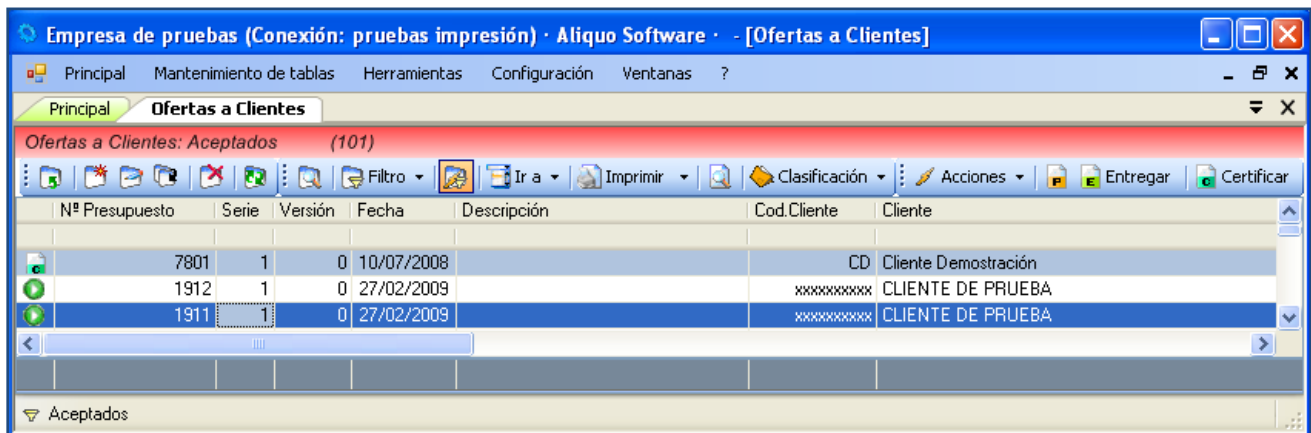 Empresa de pruebas (Conexión: pruebas impresión) · Aliquo Software · - [Ofertas a Clientes]
Principal Mantenimiento de tablas Herramientas Configuración Ventanas ?
Principal Ofertas a Clientes
Ofertas a Clientes: Aceptados (101)
Filtro Ir a Imprimir Clasificación Acciones P E Entregar C Certificar
Nº Presupuesto Serie Versión Fecha Descripción Cod.Cliente Cliente
C 7801 1 0 10/07/2008 CD Cliente Demostración
1912 1 0 27/02/2009 xxxxxxxxxx CLIENTE DE PRUEBA
1911 1 0 27/02/2009 xxxxxxxxxx CLIENTE DE PRUEBA
Aceptados